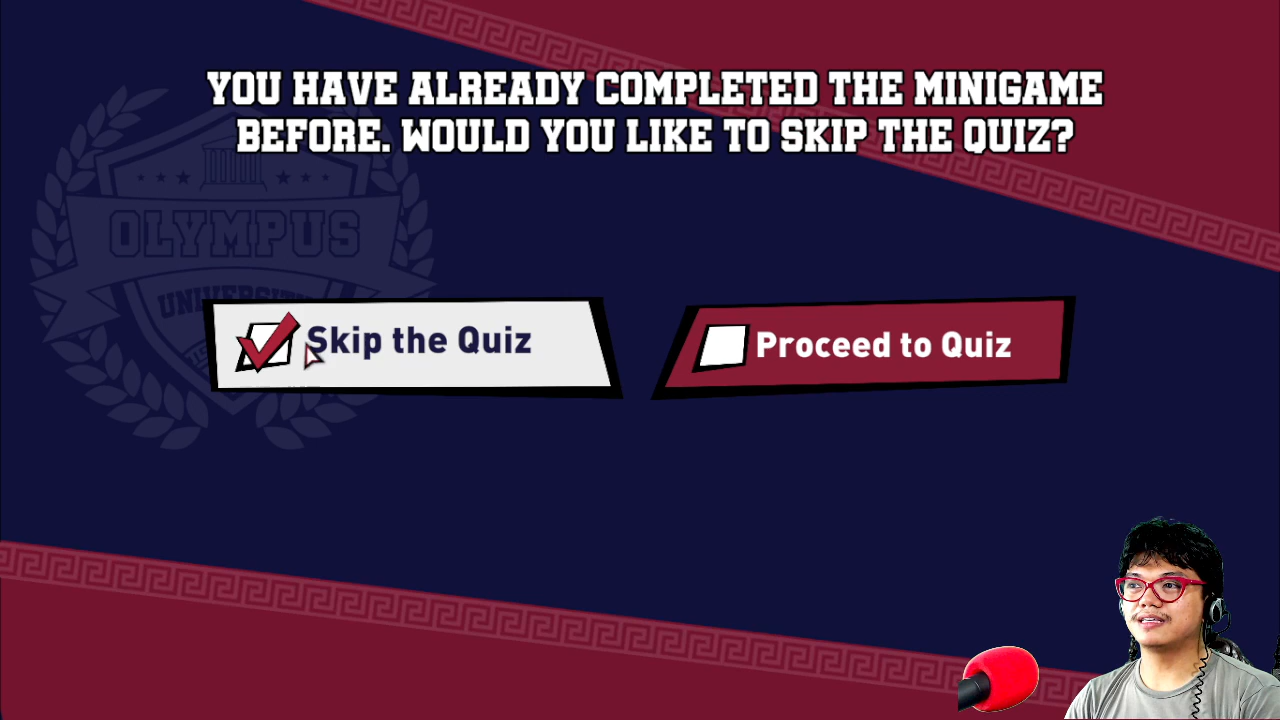 YOU HAVE ALREADY COMPLETED THE MINIGAME
BEFORE. WOULD YOU LIKE TO SKIP THE QUIZ?
OLYMPUS
UNIVERSITY
Skip the Quiz
Proceed to Quiz